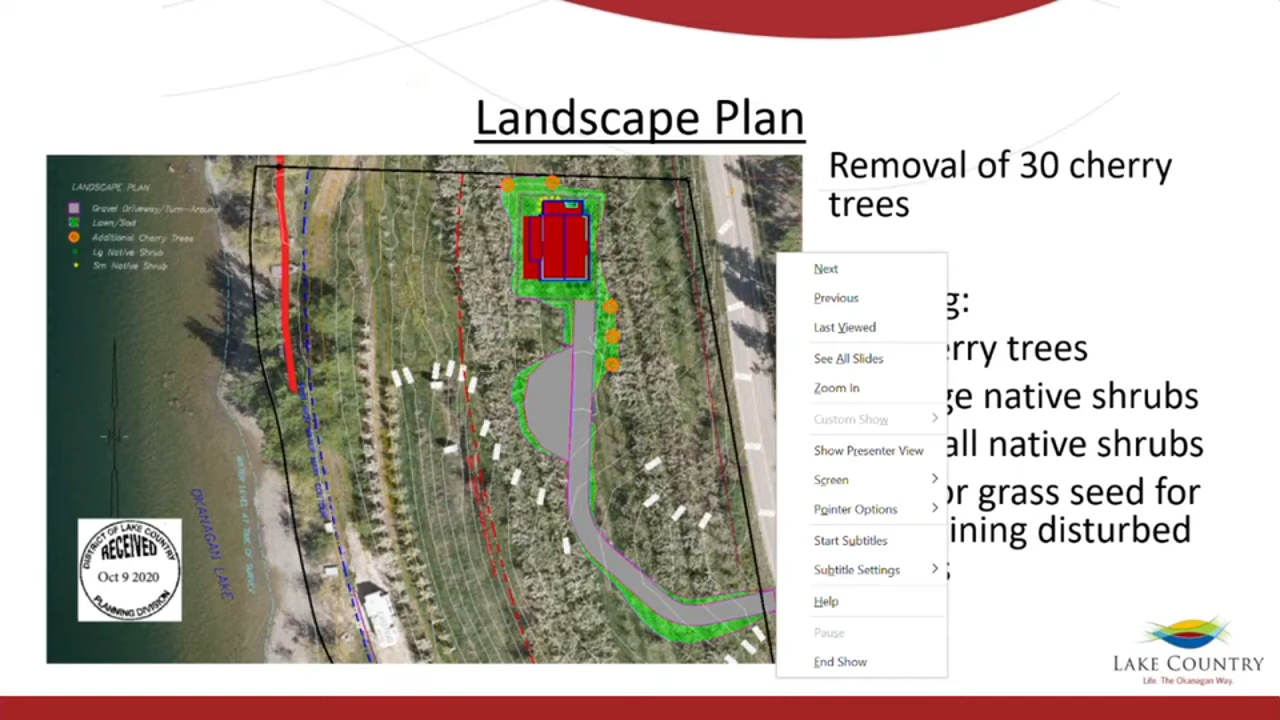 Landscape Plan
Removal of 30 cherry
trees
g:
erry trees
ge native shrubs
all native shrubs
or grass seed for
ining disturbed
LANDSCAPE PLAN
Gravel Driveway/Turn-Around
Lawn/Sod
Additional Cherry Trees
Lg Native Shrub
Sm Native Shrub
N
OKANAGAN LAKE
DISTRICT OF LAKE COUNTRY
RECEIVED
Oct 9 2020
PLANNING DIVISION
Next
Previous
Last Viewed
See All Slides
Zoom In
Custom Show
Show Presenter View
Screen
Pointer Options
Start Subtitles
Subtitle Settings
Help
Pause
End Show
LAKE COUNTRY
Life. The Okanagan Way.